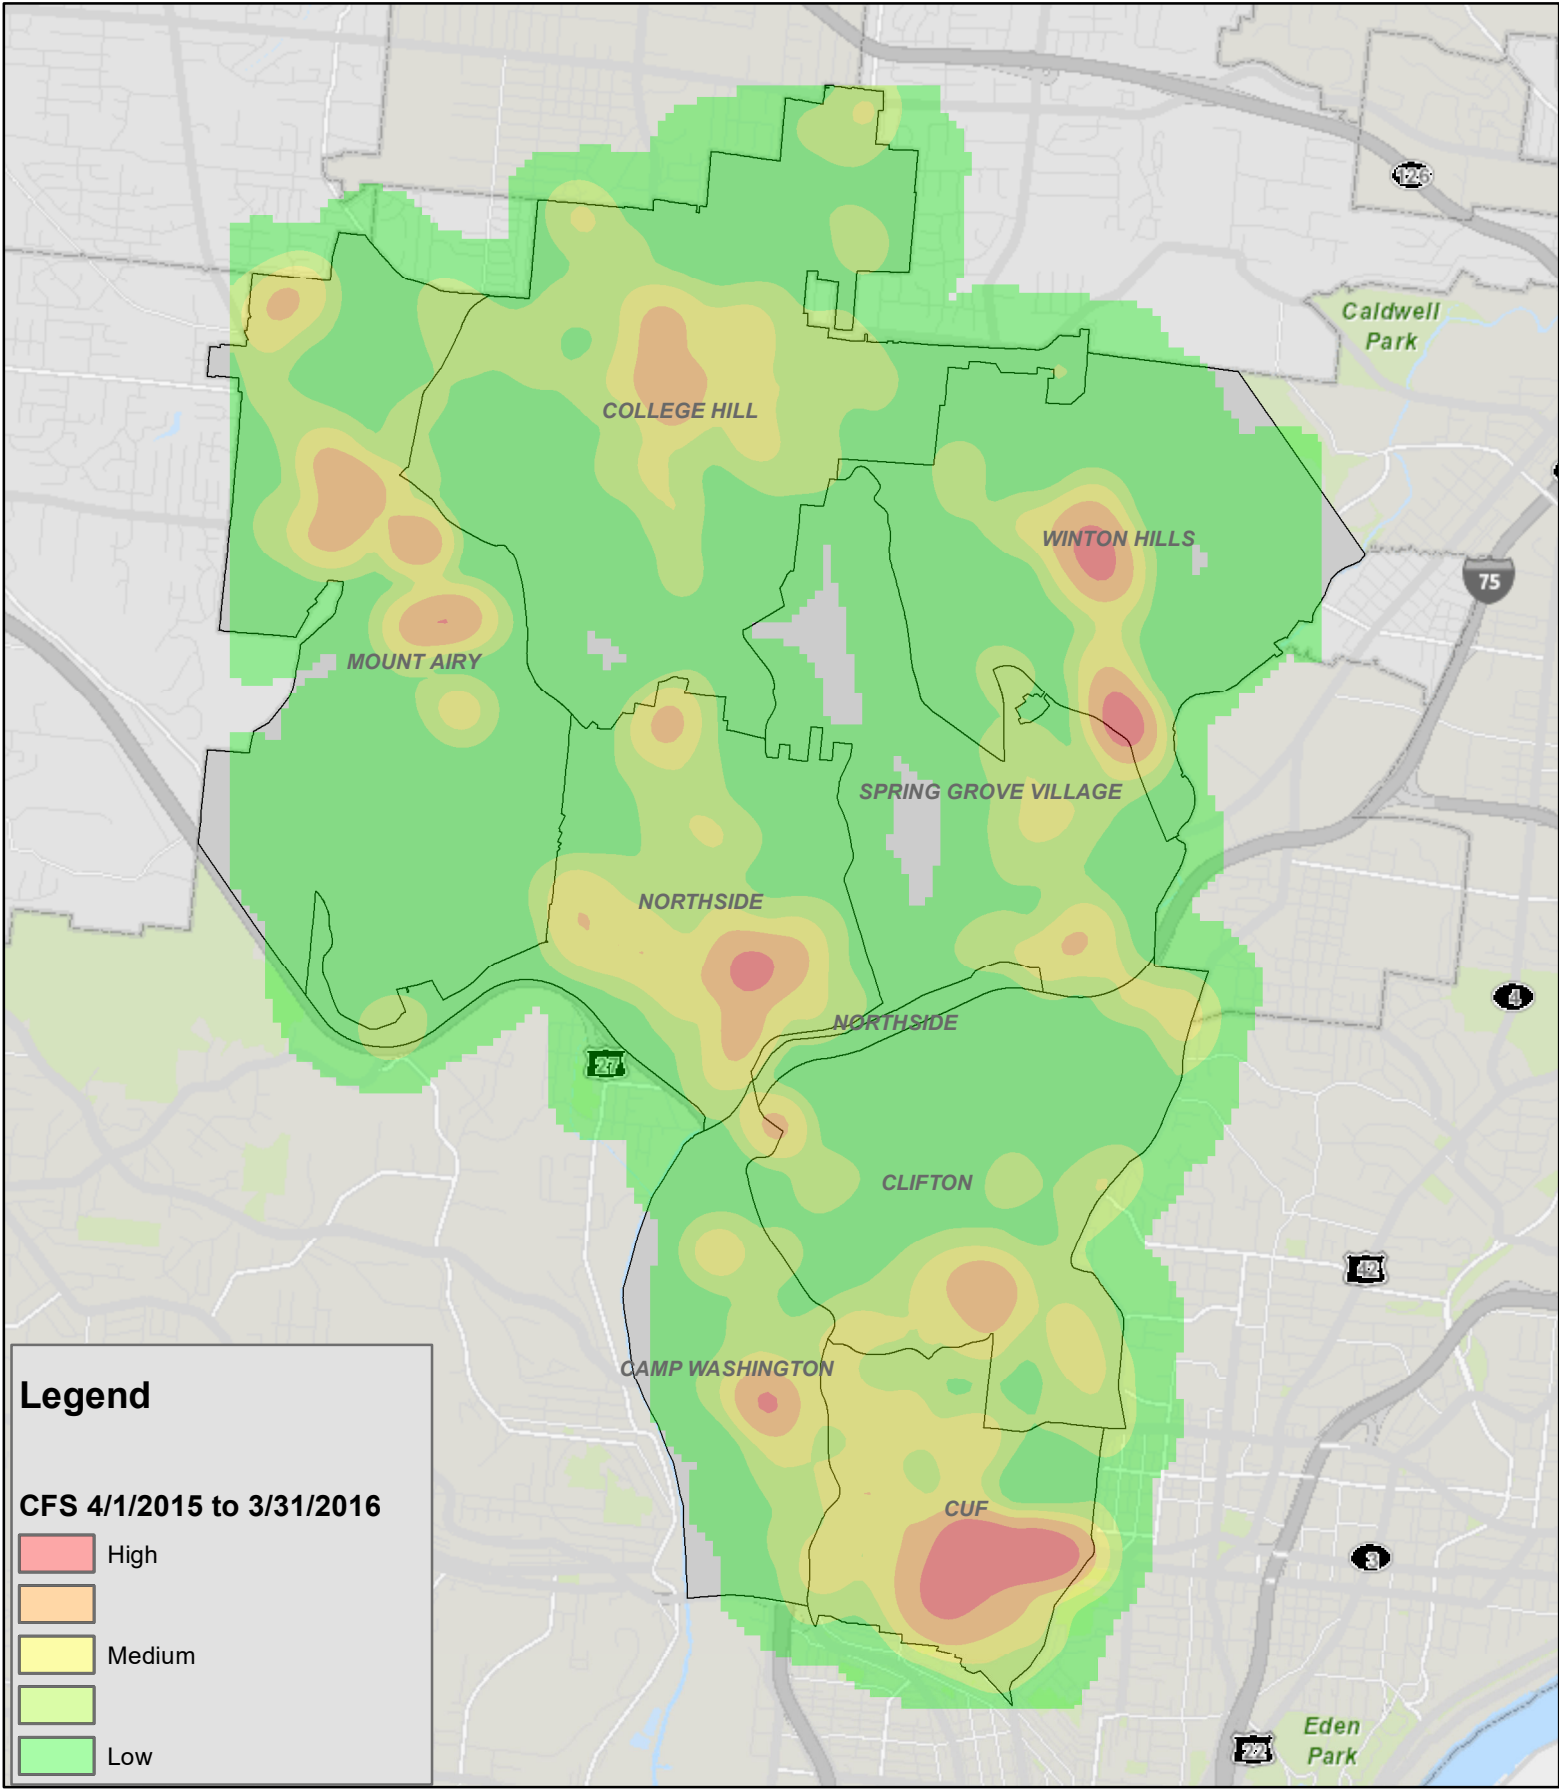 126
Caldwell
Park
COLLEGE HILL
WINTON HILLS
75
MOUNT AIRY
SPRING GROVE VILLAGE
NORTHSIDE
4
NORTHSIDE
27
CLIFTON
42
CAMP WASHINGTON
Legend
CFS 4/1/2015 to 3/31/2016
CUF
High
3
Medium
Eden
Park
22
Low